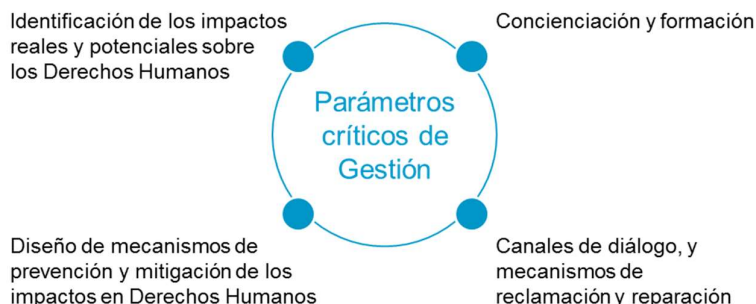 Identificación de los impactos
reales y potenciales sobre
los Derechos Humanos
Concienciación y formación
Parámetros
críticos de
Gestión
Diseño de mecanismos de
prevención y mitigación de los
impactos en Derechos Humanos
Canales de diálogo, y
mecanismos de
reclamación y reparación